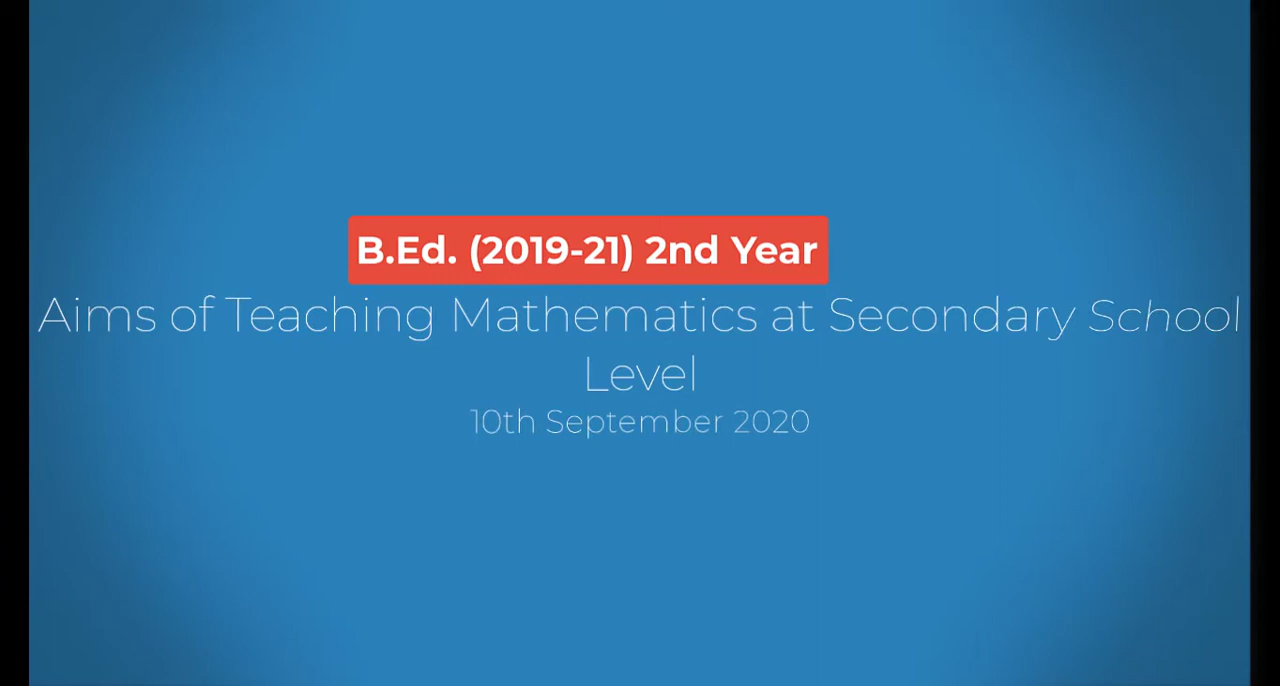 B.Ed. (2019-21) 2nd Year
Aims of Teaching Mathematics at Secondary School
Level
10th September 2020